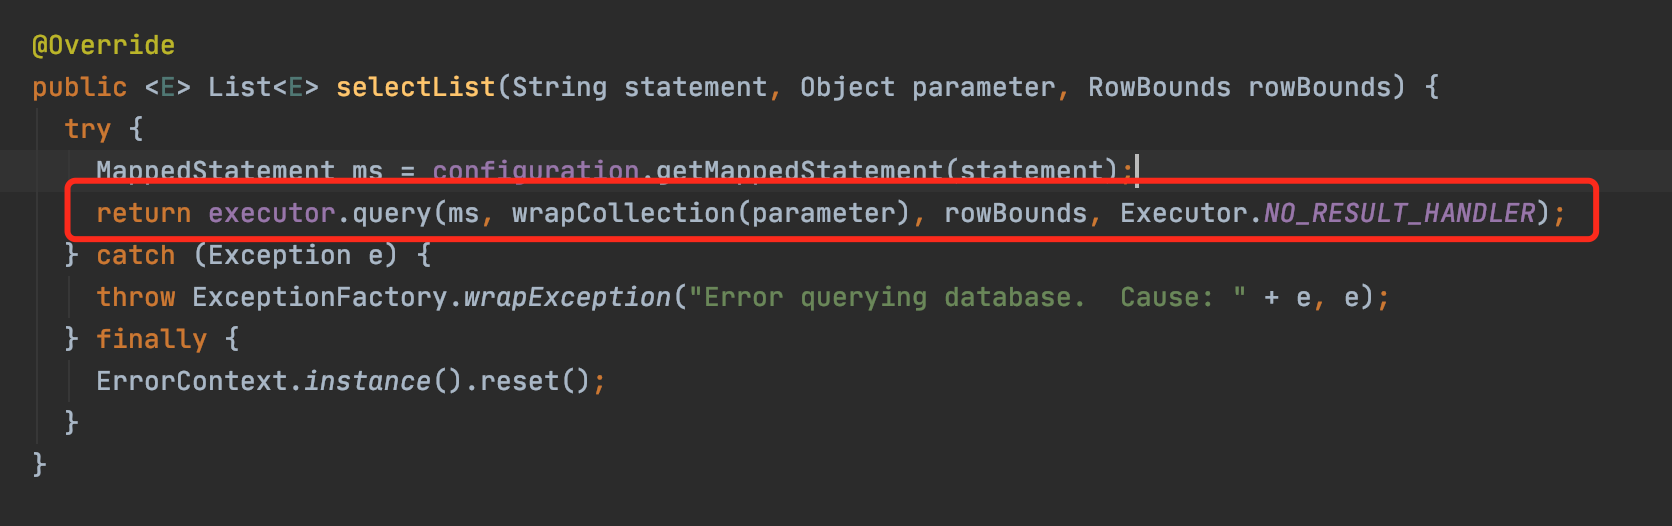 @Override
public <E> List<E> selectList(String statement, Object parameter, RowBounds rowBounds) {
try {
MappedStatement ms = configuration.getMappedStatement(statement);
return executor.query(ms, wrapCollection(parameter), rowBounds, Executor.NO_RESULT_HANDLER);
} catch (Exception e) {
throw ExceptionFactory.wrapException("Error querying database.  Cause: " + e, e);
} finally {
ErrorContext.instance().reset();
}
}